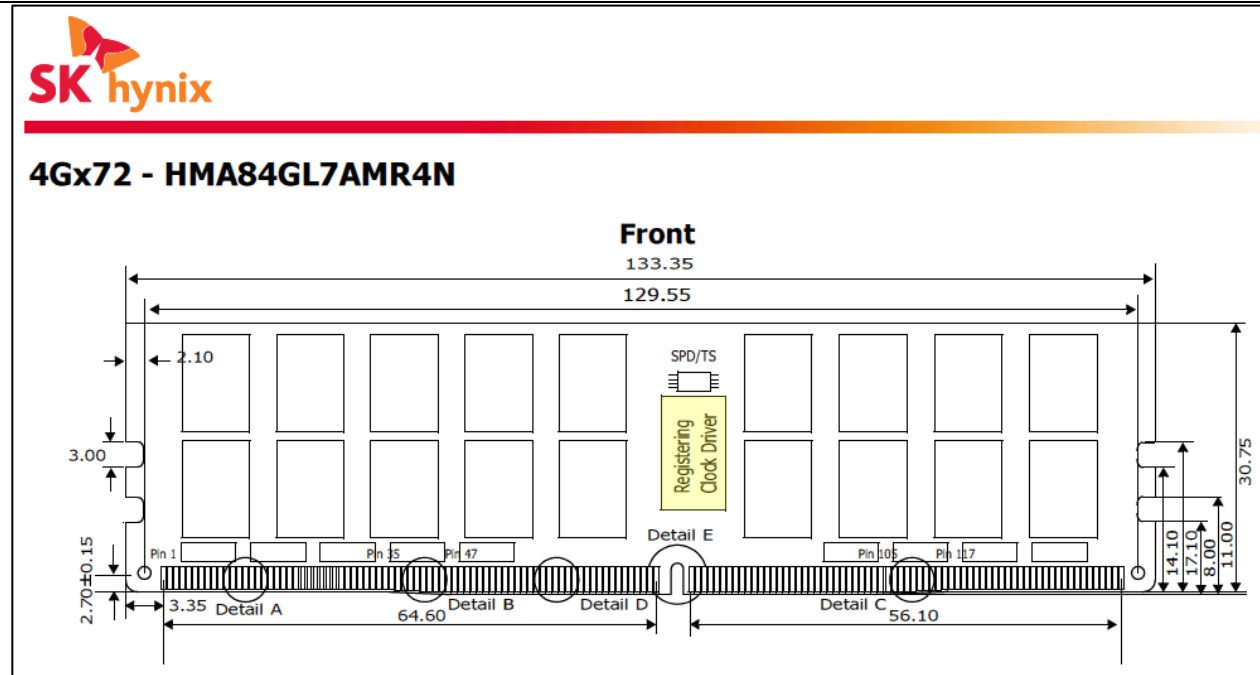 SK hynix
4Gx72 - HMA84GL7AMR4N
Front
133.35
129.55
2.10
SPD/TS
Registering
Clock Driver
3.00
30.75
Detail E
Pin 1
Pin 35
Pin 47
Pin 105
Pin 117
2.70±0.15
14.10
17.10
8.00
11.00
3.35
Detail A
Detail B
Detail D
Detail C
64.60
56.10